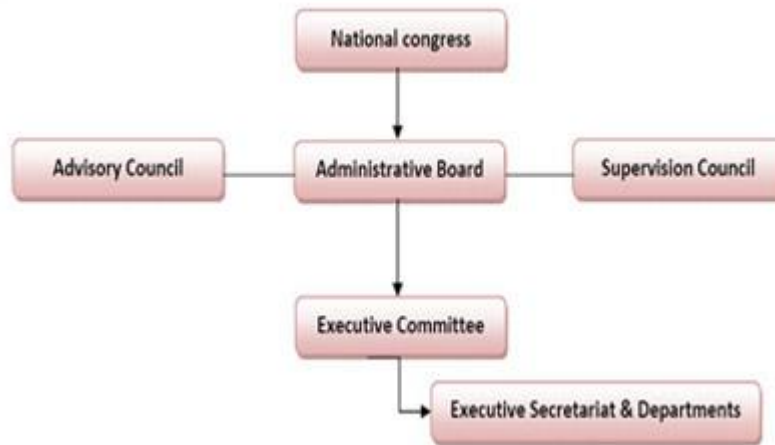 National congress
Advisory Council
Administrative Board
Supervision Council
Executive Committee
Executive Secretariat & Departments